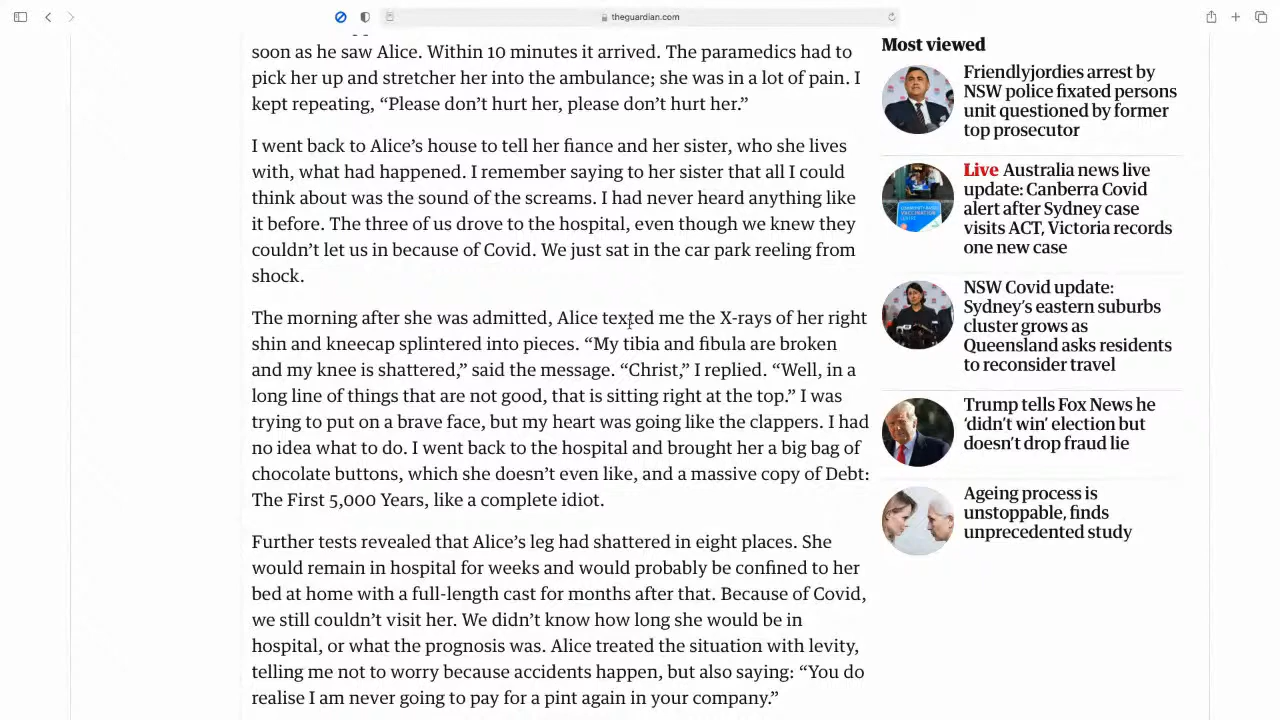 theguardian.com
soon as he saw Alice. Within 10 minutes it arrived. The paramedics had to
pick her up and stretcher her into the ambulance; she was in a lot of pain. I
kept repeating, “Please don’t hurt her, please don’t hurt her.”
I went back to Alice’s house to tell her fiance and her sister, who she lives
with, what had happened. I remember saying to her sister that all I could
think about was the sound of the screams. I had never heard anything like
it before. The three of us drove to the hospital, even though we knew they
couldn’t let us in because of Covid. We just sat in the car park reeling from
shock.
The morning after she was admitted, Alice texted me the X-rays of her right
shin and kneecap splintered into pieces. “My tibia and fibula are broken
and my knee is shattered,” said the message. “Christ,” I replied. “Well, in a
long line of things that are not good, that is sitting right at the top.” I was
trying to put on a brave face, but my heart was going like the clappers. I had
no idea what to do. I went back to the hospital and brought her a big bag of
chocolate buttons, which she doesn’t even like, and a massive copy of Debt:
The First 5,000 Years, like a complete idiot.
Further tests revealed that Alice’s leg had shattered in eight places. She
would remain in hospital for weeks and would probably be confined to her
bed at home with a full-length cast for months after that. Because of Covid,
we still couldn’t visit her. We didn’t know how long she would be in
hospital, or what the prognosis was. Alice treated the situation with levity,
telling me not to worry because accidents happen, but also saying: “You do
realise I am never going to pay for a pint again in your company.”
Most viewed
Friendlyjordies arrest by
NSW police fixated persons
unit questioned by former
top prosecutor
Live Australia news live
update: Canberra Covid
alert after Sydney case
visits ACT, Victoria records
one new case
NSW Covid update:
Sydney’s eastern suburbs
cluster grows as
Queensland asks residents
to reconsider travel
Trump tells Fox News he
‘didn’t win’ election but
doesn’t drop fraud lie
Ageing process is
unstoppable, finds
unprecedented study